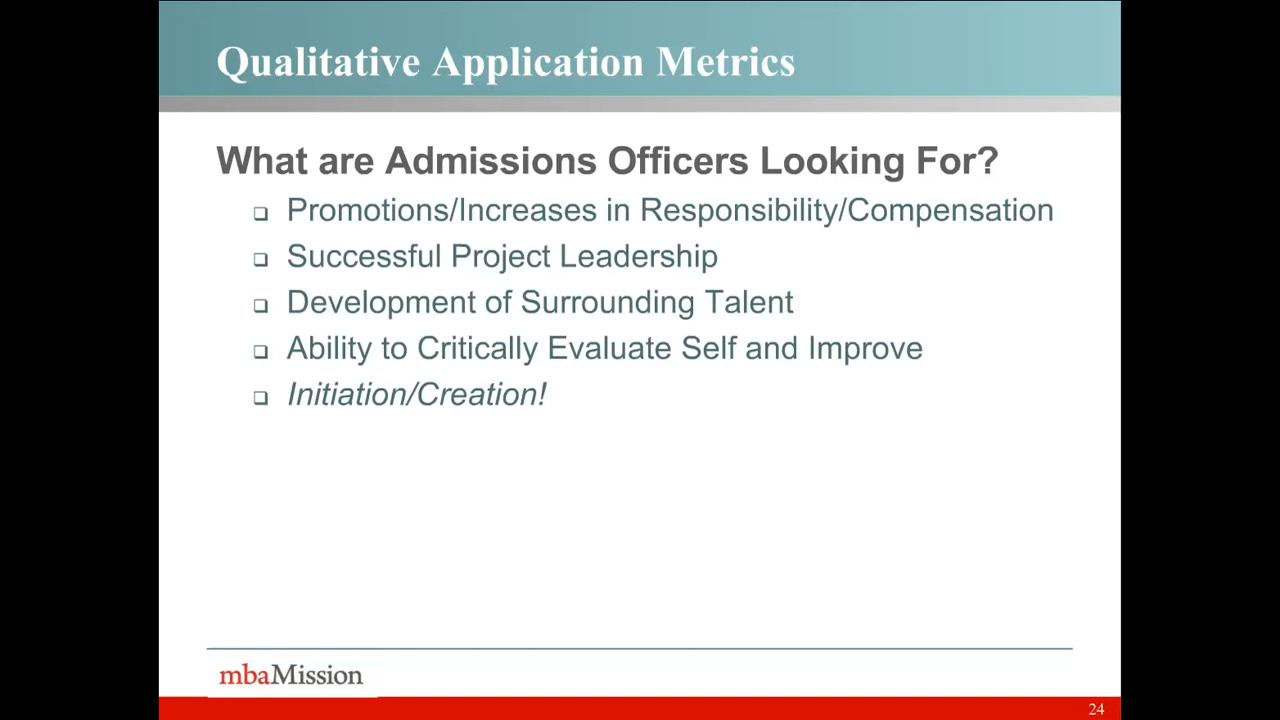 Qualitative Application Metrics
What are Admissions Officers Looking For?
Promotions/Increases in Responsibility/Compensation
Successful Project Leadership
Development of Surrounding Talent
Ability to Critically Evaluate Self and Improve
Initiation/Creation!
mbaMission
24